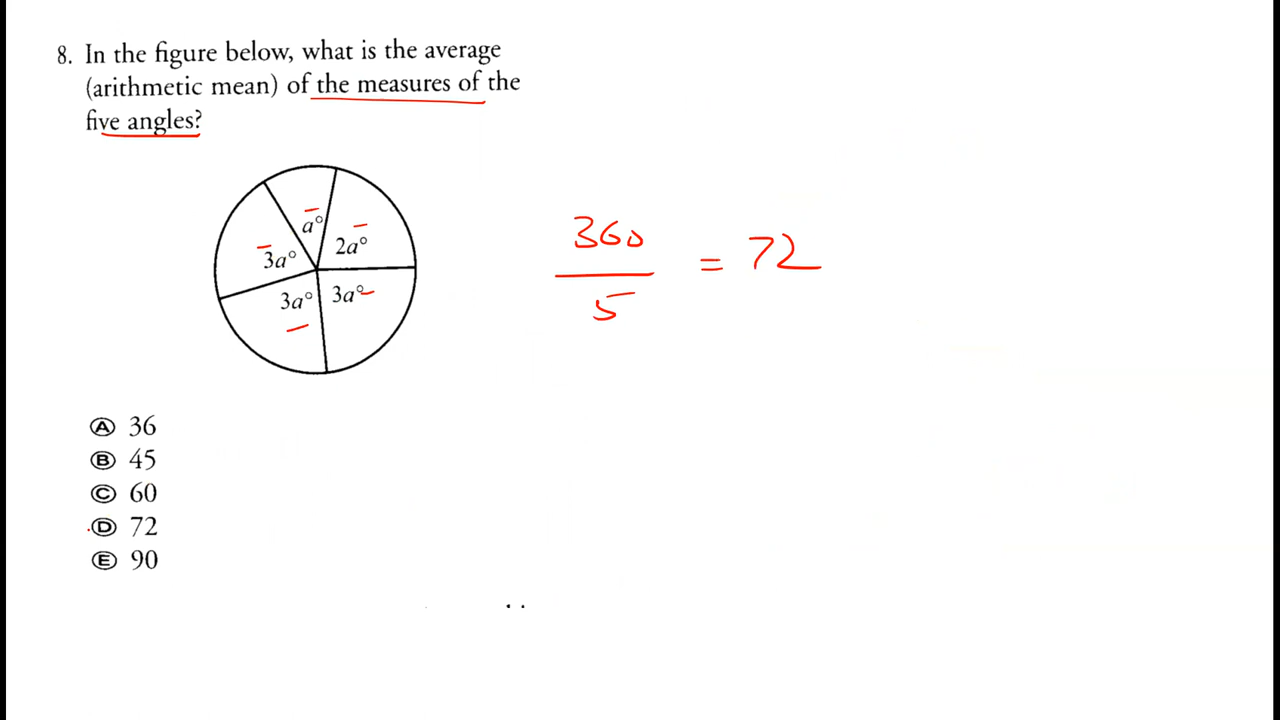 8. In the figure below, what is the average
(arithmetic mean) of the measures of the
five angles?
a°
2a°
3a°
3a°
3a°
360
5
= 72
A 36
B 45
C 60
D 72
E 90